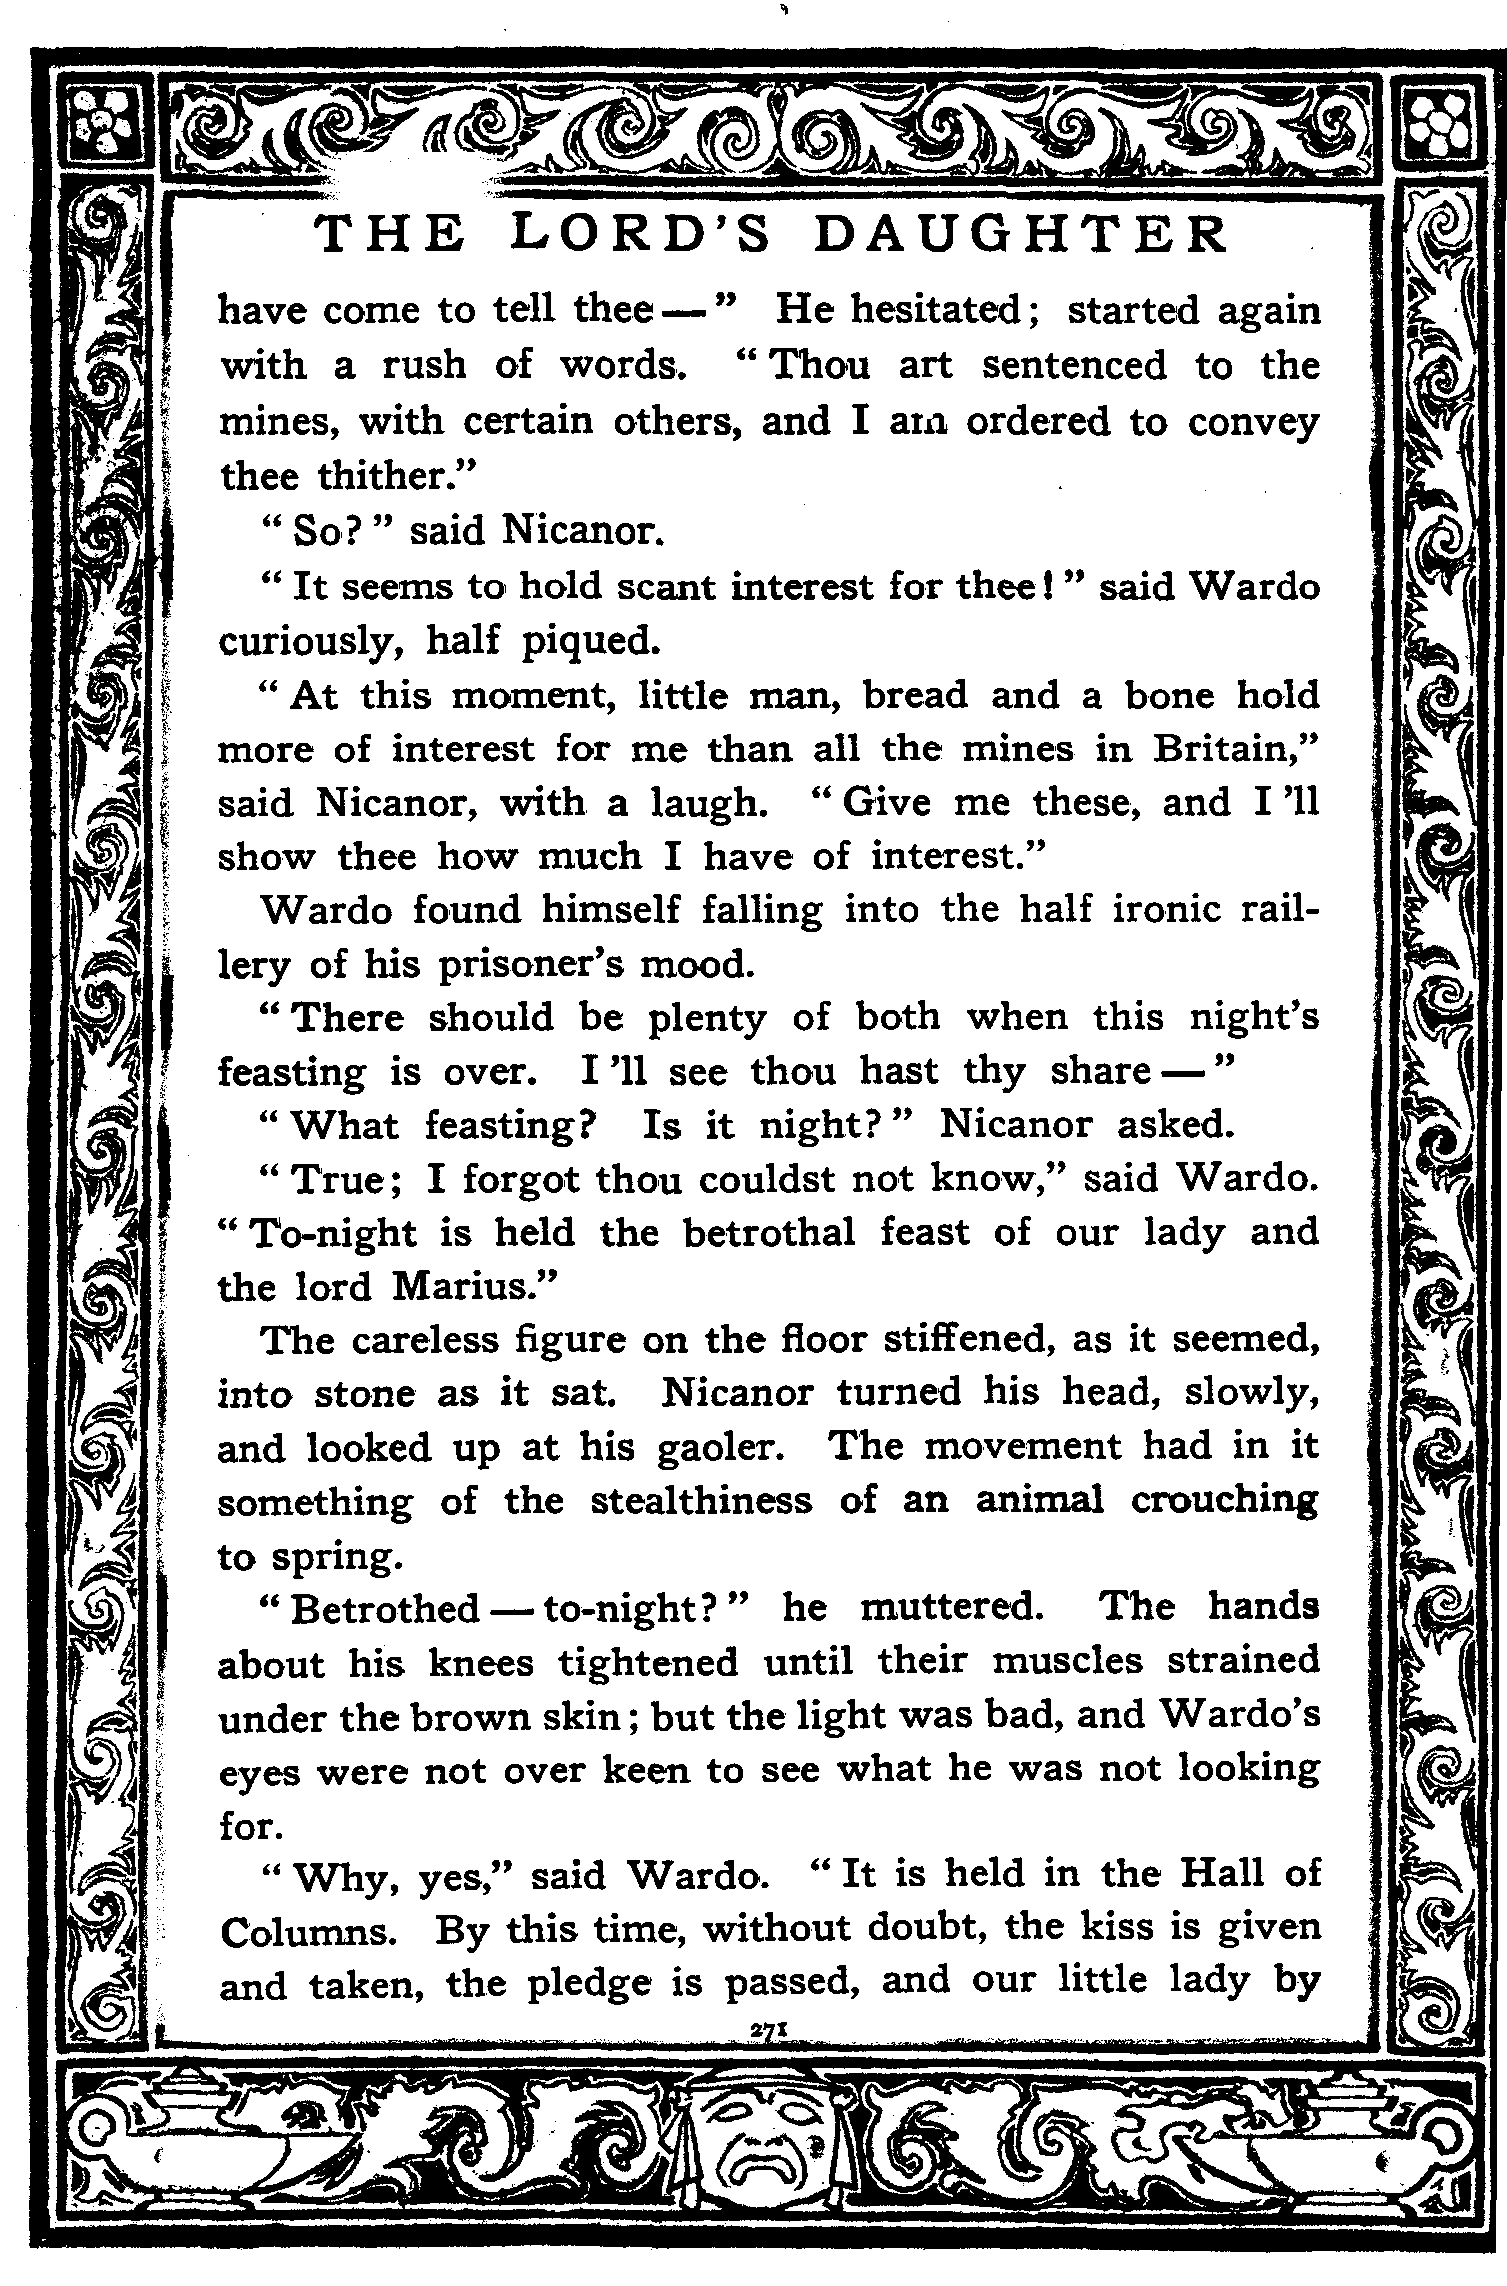 THE LORD'S DAUGHTER
have come to tell thee—” He hesitated; started again
with a rush of words. “Thou art sentenced to the
mines, with certain others, and I am ordered to convey
thee thither.”
“So?” said Nicanor.
“It seems to hold scant interest for thee!” said Wardo
curiously, half piqued.
“At this moment, little man, bread and a bone hold
more of interest for me than all the mines in Britain,”
said Nicanor, with a laugh. “Give me these, and I 'll
show thee how much I have of interest.”
Wardo found himself falling into the half ironic rail-
lery of his prisoner's mood.
“There should be plenty of both when this night's
feasting is over. I 'll see thou hast thy share—”
“What feasting? Is it night?” Nicanor asked.
“True; I forgot thou couldst not know,” said Wardo.
“To-night is held the betrothal feast of our lady and
the lord Marius.”
The careless figure on the floor stiffened, as it seemed,
into stone as it sat. Nicanor turned his head, slowly,
and looked up at his gaoler. The movement had in it
something of the stealthiness of an animal crouching
to spring.
“Betrothed—to-night?” he muttered. The hands
about his knees tightened until their muscles strained
under the brown skin; but the light was bad, and Wardo's
eyes were not over keen to see what he was not looking
for.
“Why, yes,” said Wardo. “It is held in the Hall of
Columns. By this time, without doubt, the kiss is given
and taken, the pledge is passed, and our little lady by
271